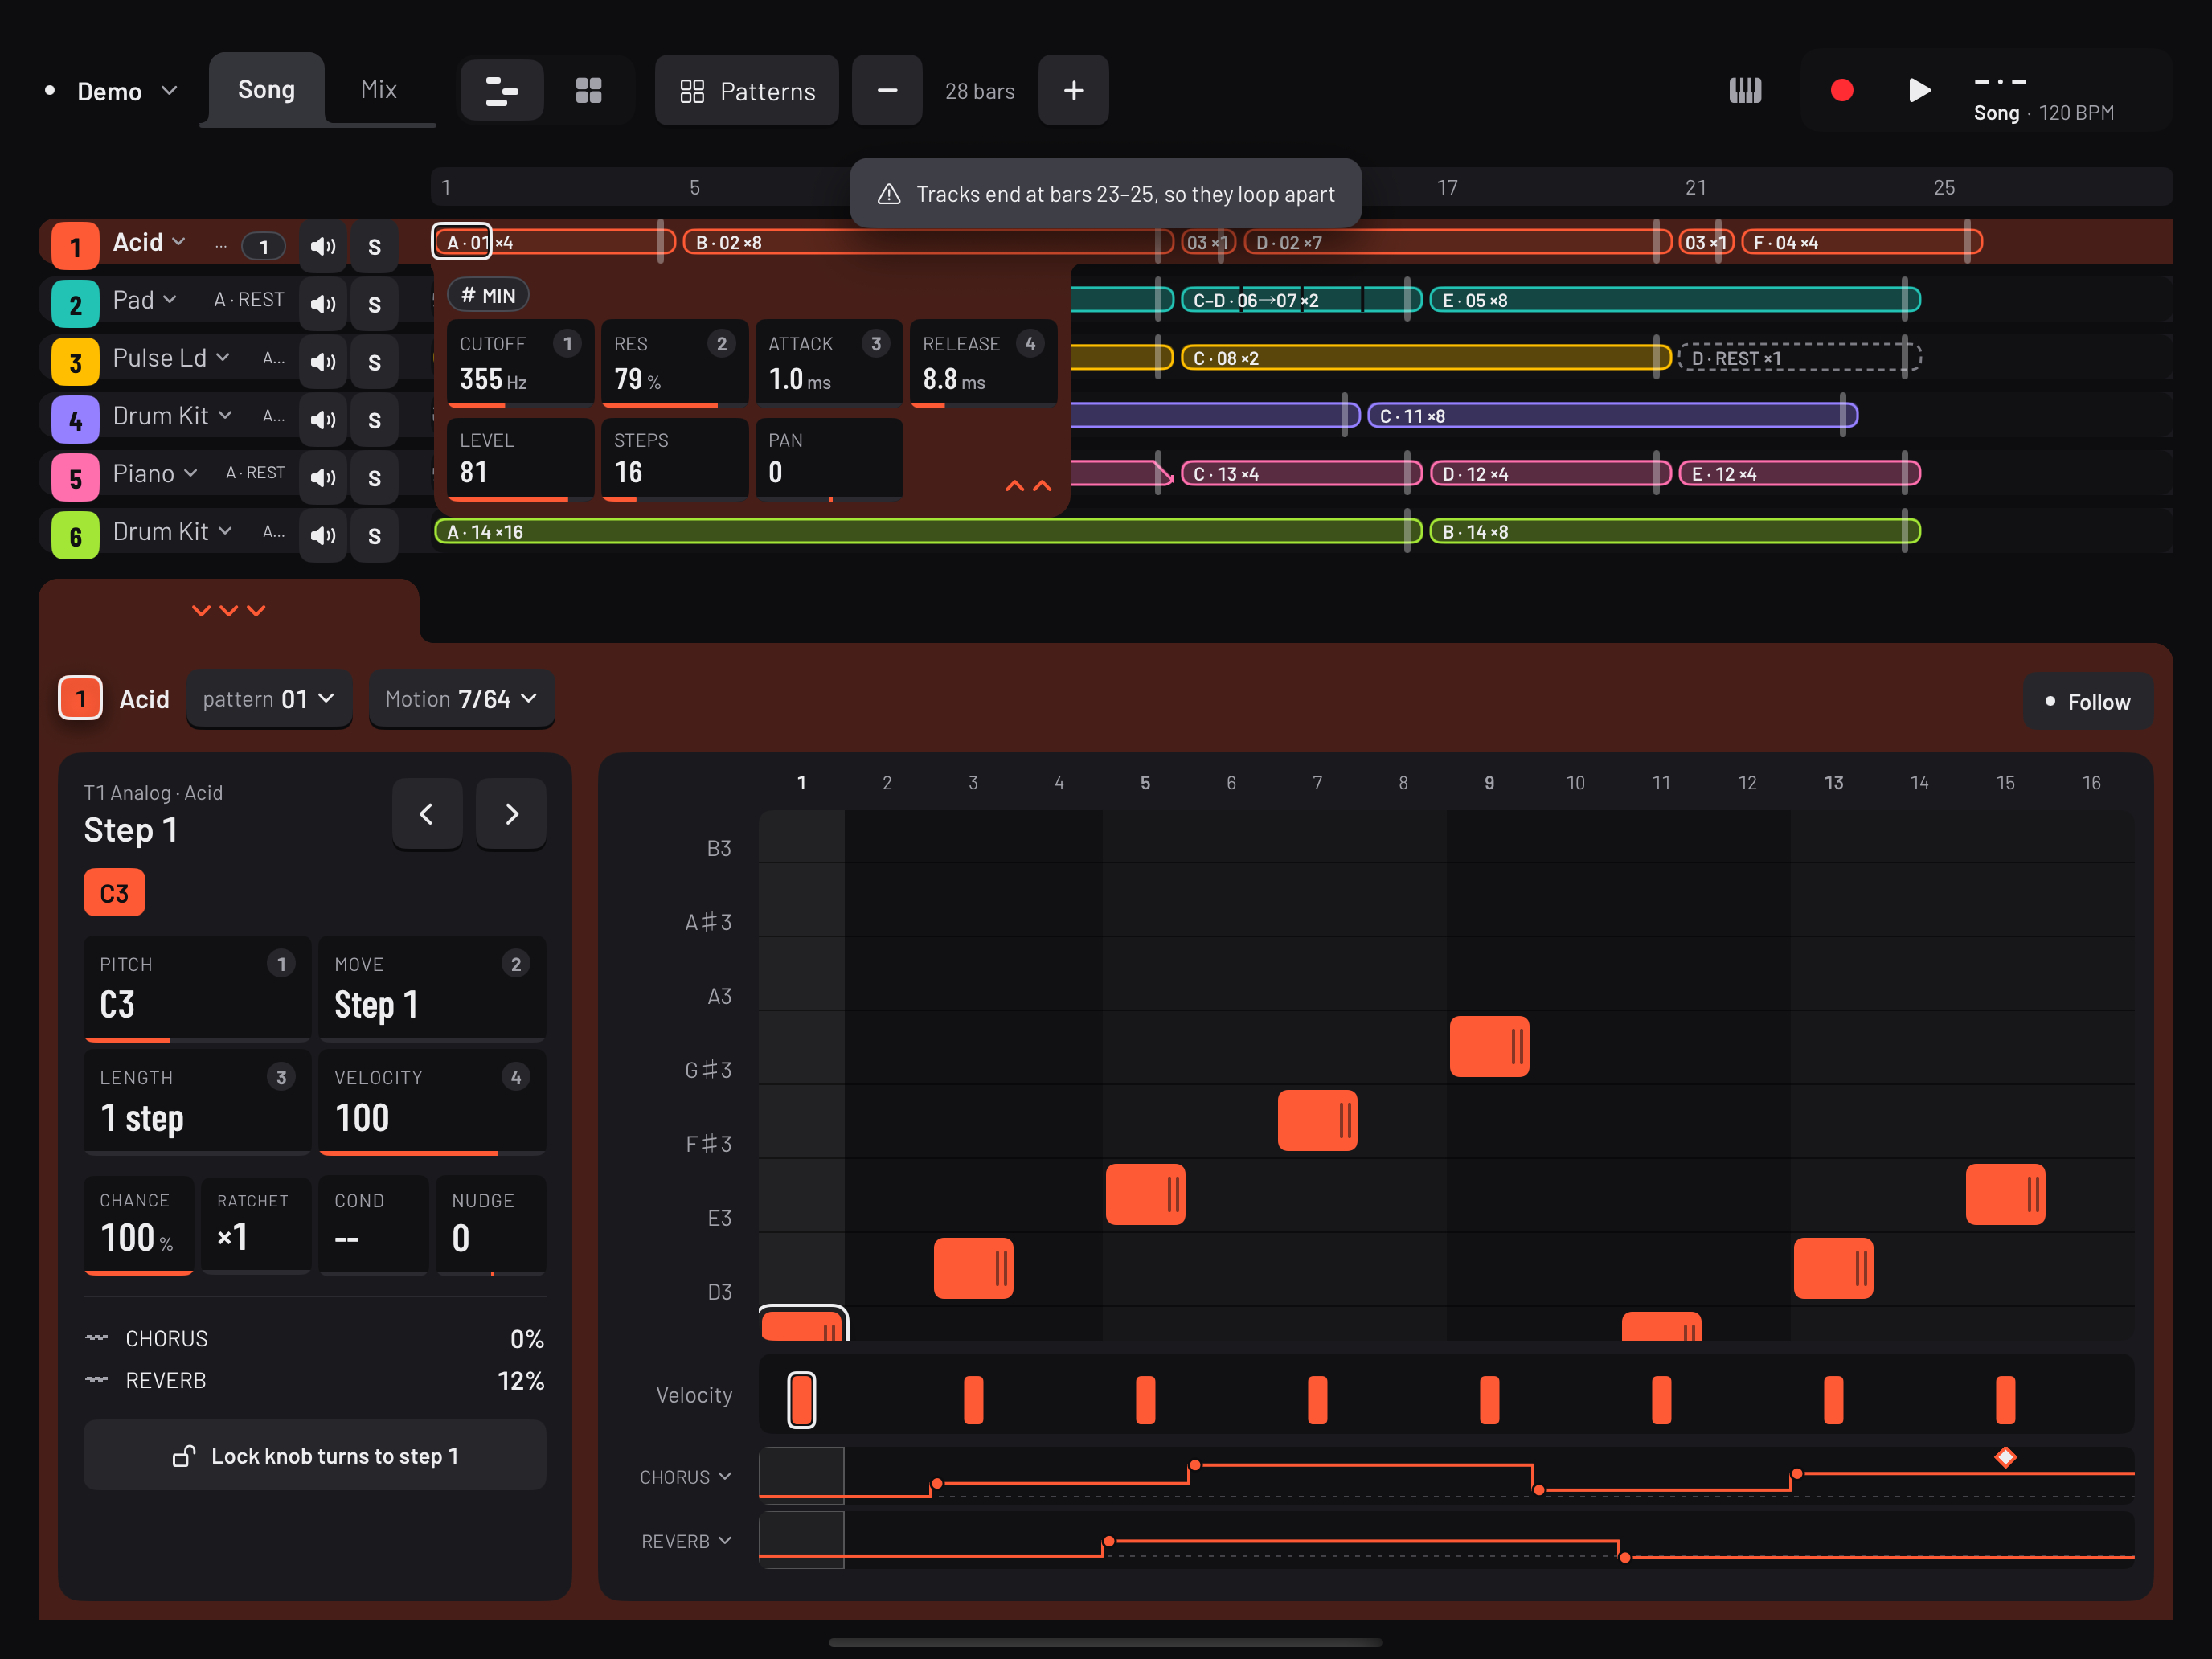 Demo
Song
Mix
Patterns
28 bars
Song · 120 BPM
1
5
17
21
25
Tracks end at bars 23–25, so they loop apart
1
Acid
...
1
S
A · 01 ×4
B · 02 ×8
03 ×1
D · 02 ×7
03 ×1
F · 04 ×4
2
Pad
A · REST
S
C–D · 06→07 ×2
E · 05 ×8
3
Pulse Ld
A...
S
C · 08 ×2
D · REST ×1
4
Drum Kit
A...
S
C · 11 ×8
5
Piano
A · REST
S
C · 13 ×4
D · 12 ×4
E · 12 ×4
6
Drum Kit
A...
S
A · 14 ×16
B · 14 ×8
# MIN
CUTOFF
1
355 Hz
RES
2
79 %
ATTACK
3
1.0 ms
RELEASE
4
8.8 ms
LEVEL
81
STEPS
16
PAN
0
1
Acid
pattern 01
Motion 7/64
Follow
T1 Analog · Acid
Step 1
C3
PITCH
1
C3
MOVE
2
Step 1
LENGTH
3
1 step
VELOCITY
4
100
CHANCE
100 %
RATCHET
×1
COND
--
NUDGE
0
CHORUS
0%
REVERB
12%
Lock knob turns to step 1
1 2 3 4 5 6 7 8 9 10 11 12 13 14 15 16
B3
A♯3
A3
G♯3
F♯3
E3
D3
Velocity
CHORUS
REVERB